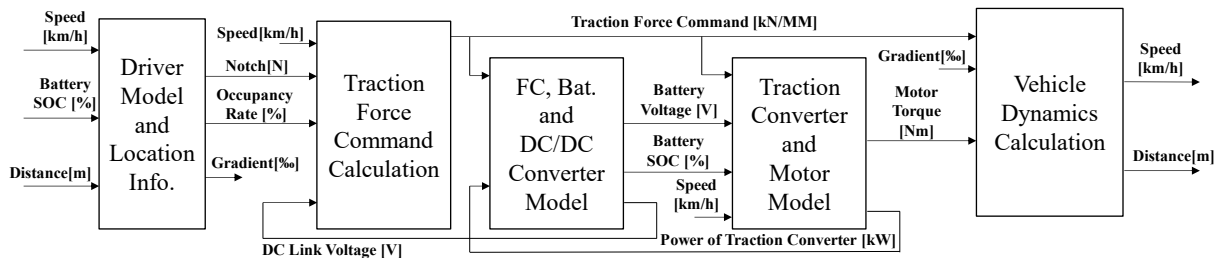 Speed
[km/h]
Battery
SOC [%]
Distance[m]
Driver
Model
and
Location
Info.
Speed[km/h]
Notch[N]
Occupancy
Rate [%]
Gradient[‰]
DC Link Voltage [V]
Traction
Force
Command
Calculation
Traction Force Command [kN/MM]
FC, Bat.
and
DC/DC
Converter
Model
Battery
Voltage [V]
Battery
SOC [%]
Speed
[km/h]
Power of Traction Converter [kW]
Traction
Converter
and
Motor
Model
Gradient[‰]
Motor
Torque
[Nm]
Vehicle
Dynamics
Calculation
Speed
[km/h]
Distance[m]